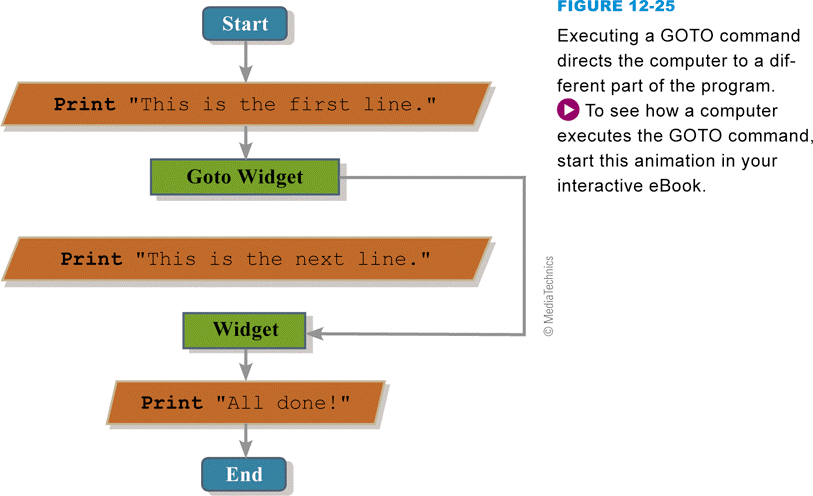 Start
Print "This is the first line."
Goto Widget
Print "This is the next line."
Widget
Print "All done!"
End
FIGURE 12-25
Executing a GOTO command
directs the computer to a dif-
ferent part of the program.
To see how a computer
executes the GOTO command,
start this animation in your
interactive eBook.
© MediaTechnics